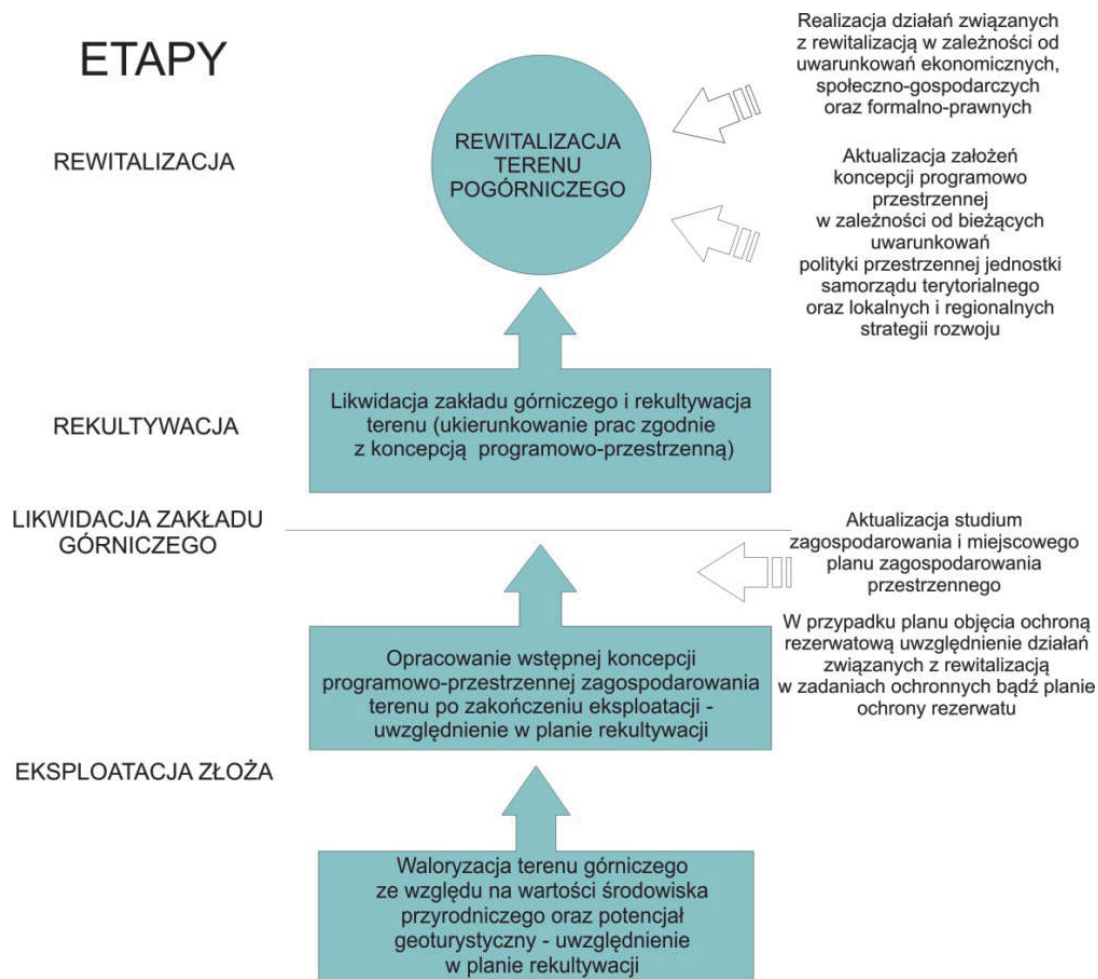 ETAPY
Realizacja działań związanych
z rewitalizacją w zależności od
uwarunkowań ekonomicznych,
społeczno-gospodarczych
oraz formalno-prawnych
REWITALIZACJA
REWITALIZACJA
TERENU
POGÓRNICZEGO
Aktualizacja założeń
koncepcji programowo
przestrzennej
w zależności od bieżących
uwarunkowań
polityki przestrzennej jednostki
samorządu terytorialnego
oraz lokalnych i regionalnych
strategii rozwoju
REKULTYWACJA
Likwidacja zakładu górniczego i rekultywacja
terenu (ukierunkowanie prac zgodnie
z koncepcją programowo-przestrzenną)
LIKWIDACJA ZAKŁADU
GÓRNICZEGO
Aktualizacja studium
zagospodarowania i miejscowego
planu zagospodarowania
przestrzennego
W przypadku planu objęcia ochroną
rezerwatową uwzględnienie działań
związanych z rewitalizacją
w zadaniach ochronnych bądź planie
ochrony rezerwatu
Opracowanie wstępnej koncepcji
programowo-przestrzennej zagospodarowania
terenu po zakończeniu eksploatacji -
uwzględnienie w planie rekultywacji
EKSPLOATACJA ZŁOŻA
Waloryzacja terenu górniczego
ze względu na wartości środowiska
przyrodniczego oraz potencjał
geoturystyczny - uwzględnienie
w planie rekultywacji